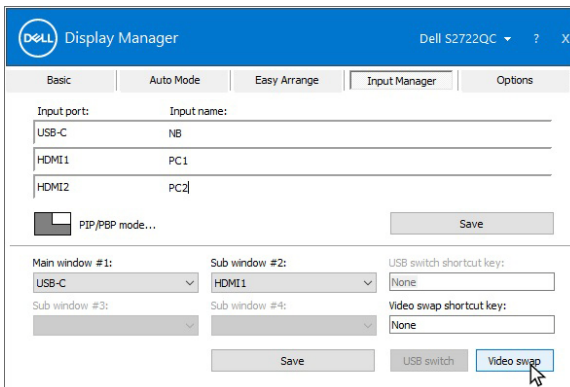 DELL Display Manager Dell S2722QC ? X
Basic Auto Mode Easy Arrange Input Manager Options
Input port: Input name:
USB-C NB
HDMI1 PC1
HDMI2 PC2
PIP/PBP mode... Save
Main window #1: Sub window #2: USB switch shortcut key:
USB-C HDMI1 None
Sub window #3: Sub window #4: Video swap shortcut key:
None
Save USB switch Video swap